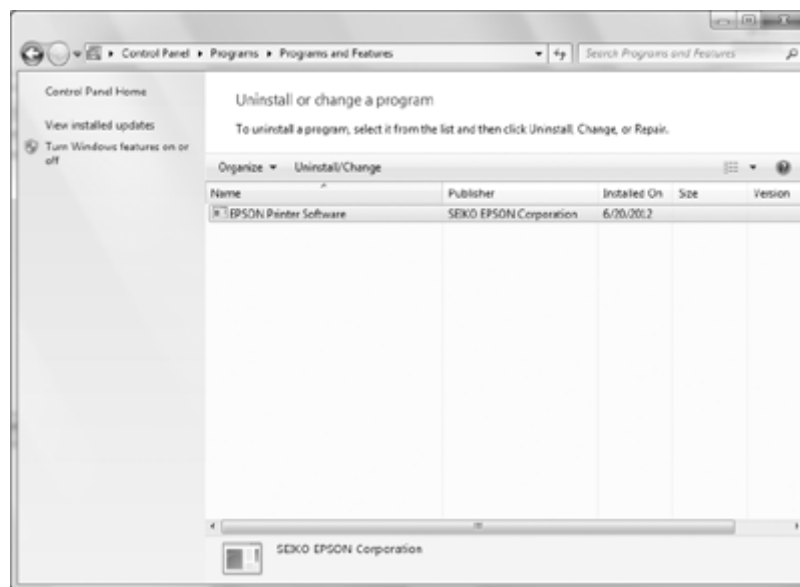 Control Panel ▸ Programs ▸ Programs and Features
Search Programs and Features
Control Panel Home
View installed updates
Turn Windows features on or
off
Uninstall or change a program
To uninstall a program, select it from the list and then click Uninstall, Change, or Repair.
Organize Uninstall/Change
Name Publisher Installed On Size Version
EPSON Printer Software SEIKO EPSON Corporation 6/20/2012
SEIKO EPSON Corporation